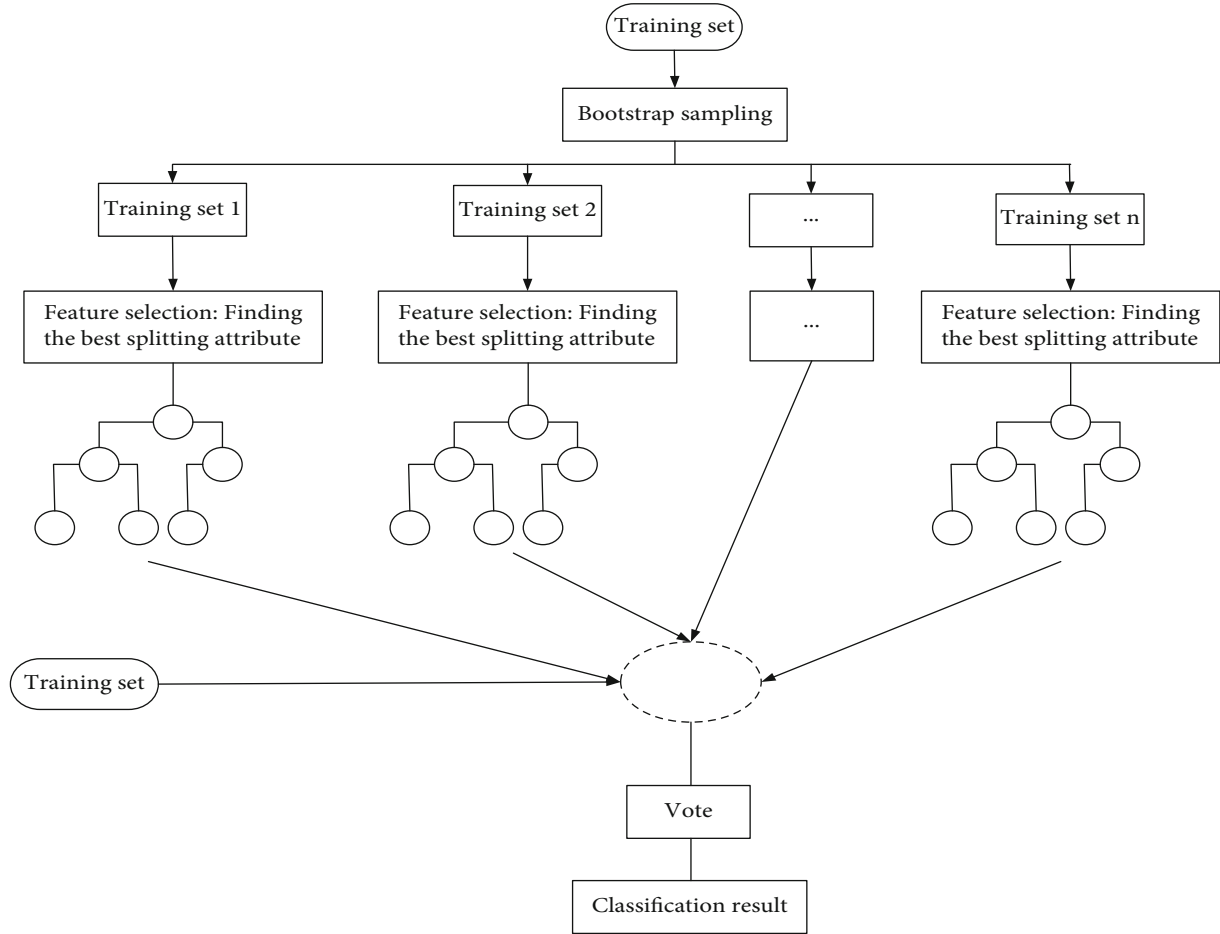 Training set
Bootstrap sampling
Training set 1
Training set 2
...
Training set n
Feature selection: Finding
the best splitting attribute
Feature selection: Finding
the best splitting attribute
...
Feature selection: Finding
the best splitting attribute
Training set
Vote
Classification result